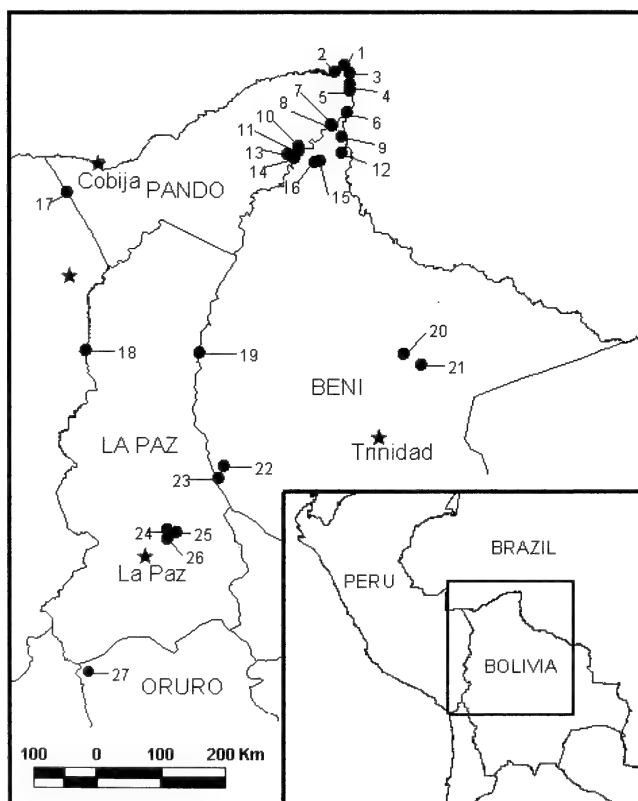 1
2
3
7
5
4
8
6
10
11
9
13
14
12
Cobija
16
PANDO
17
15
20
18
19
21
BENI
LA PAZ
Trinidad
22
23
24
25
26
La Paz
BRAZIL
PERU
BOLIVIA
27
ORURO
100 0 100 200 Km